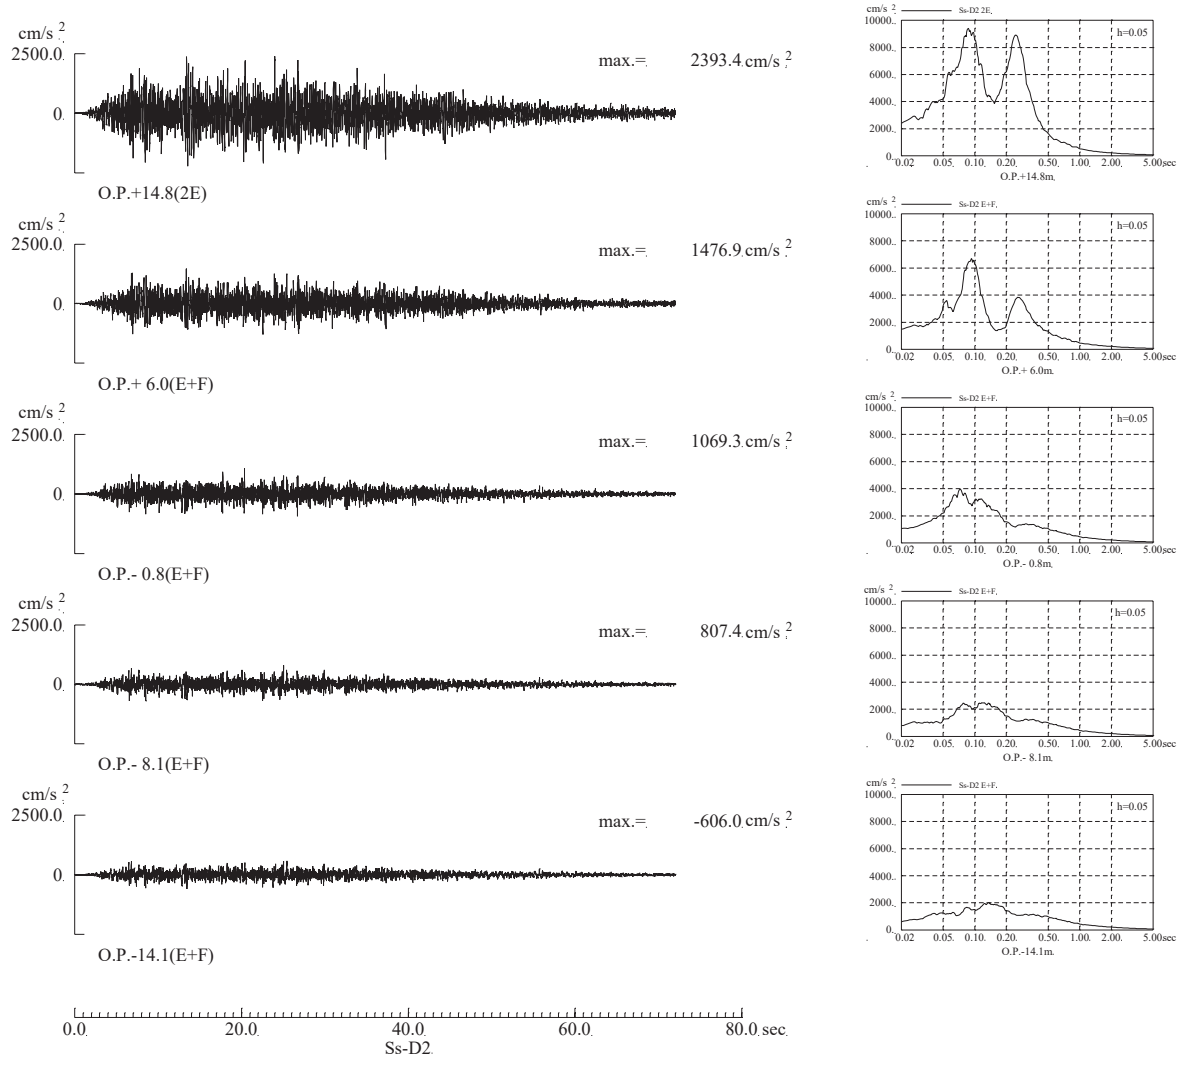 cm/s 2
2500.0
max.= 2393.4 cm/s 2
0.
O.P.+14.8(2E)
cm/s 2
2500.0
max.= 1476.9 cm/s 2
0.
O.P.+ 6.0(E+F)
cm/s 2
2500.0
max.= 1069.3 cm/s 2
0.
O.P.- 0.8(E+F)
cm/s 2
2500.0
max.= 807.4 cm/s 2
0.
O.P.- 8.1(E+F)
cm/s 2
2500.0
max.= -606.0 cm/s 2
0.
O.P.-14.1(E+F)
0.0 20.0 40.0 60.0 80.0 sec
Ss-D2
cm/s 2 Ss-D2 2E
10000.
h=0.05
8000.
6000.
4000.
2000.
0.
0.02 0.05 0.10 0.20 0.50 1.00 2.00 5.00sec
O.P.+14.8m
cm/s 2 Ss-D2 E+F
10000.
h=0.05
8000.
6000.
4000.
2000.
0.
0.02 0.05 0.10 0.20 0.50 1.00 2.00 5.00sec
O.P.+ 6.0m
cm/s 2 Ss-D2 E+F
10000.
h=0.05
8000.
6000.
4000.
2000.
0.
0.02 0.05 0.10 0.20 0.50 1.00 2.00 5.00sec
O.P.- 0.8m
cm/s 2 Ss-D2 E+F
10000.
h=0.05
8000.
6000.
4000.
2000.
0.
0.02 0.05 0.10 0.20 0.50 1.00 2.00 5.00sec
O.P.- 8.1m
cm/s 2 Ss-D2 E+F
10000.
h=0.05
8000.
6000.
4000.
2000.
0.
0.02 0.05 0.10 0.20 0.50 1.00 2.00 5.00sec
O.P.-14.1m